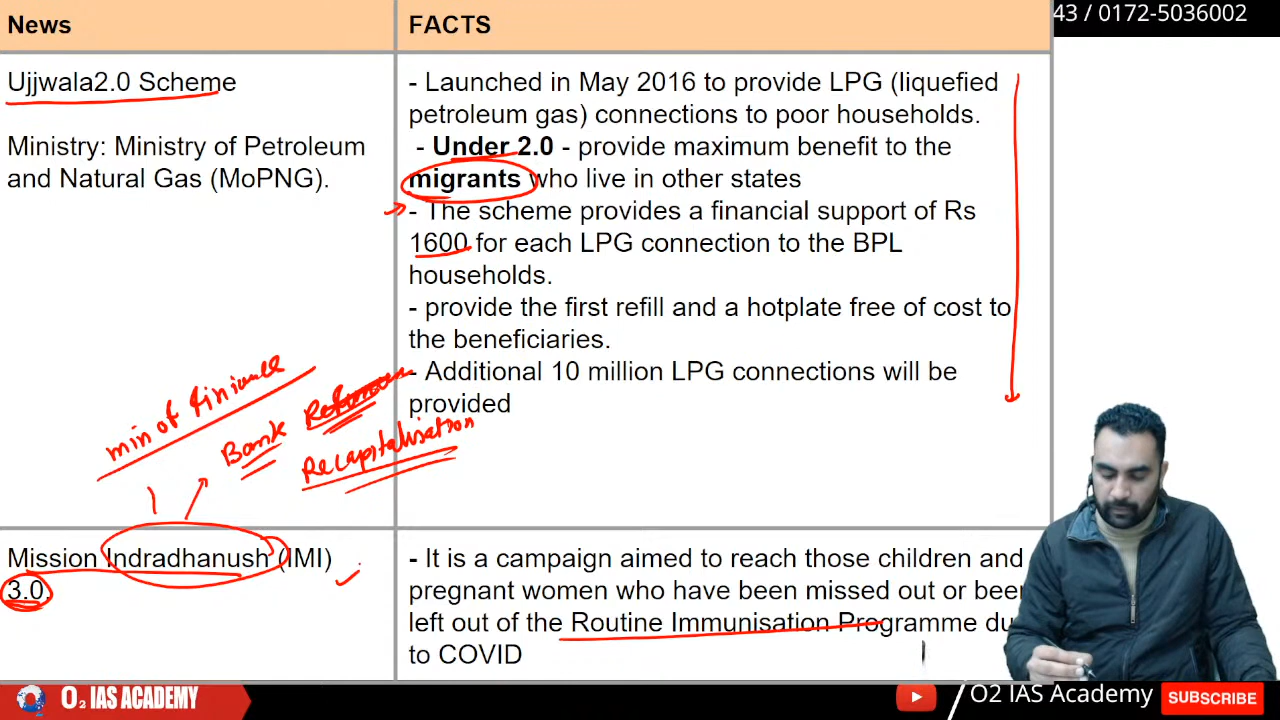 News
FACTS
43 / 0172-5036002
Ujjwala2.0 Scheme
Ministry: Ministry of Petroleum
and Natural Gas (MoPNG).
- Launched in May 2016 to provide LPG (liquefied
petroleum gas) connections to poor households.
- Under 2.0 - provide maximum benefit to the
migrants who live in other states
- The scheme provides a financial support of Rs
1600 for each LPG connection to the BPL
households.
- provide the first refill and a hotplate free of cost to
the beneficiaries.
- Additional 10 million LPG connections will be
provided
min of finiance
Bank
Recapitalisation
Mission Indradhanush (IMI)
3.0.
- It is a campaign aimed to reach those children and
pregnant women who have been missed out or been
left out of the Routine Immunisation Programme du
to COVID
O2 IAS ACADEMY
/ O2 IAS Academy
SUBSCRIBE